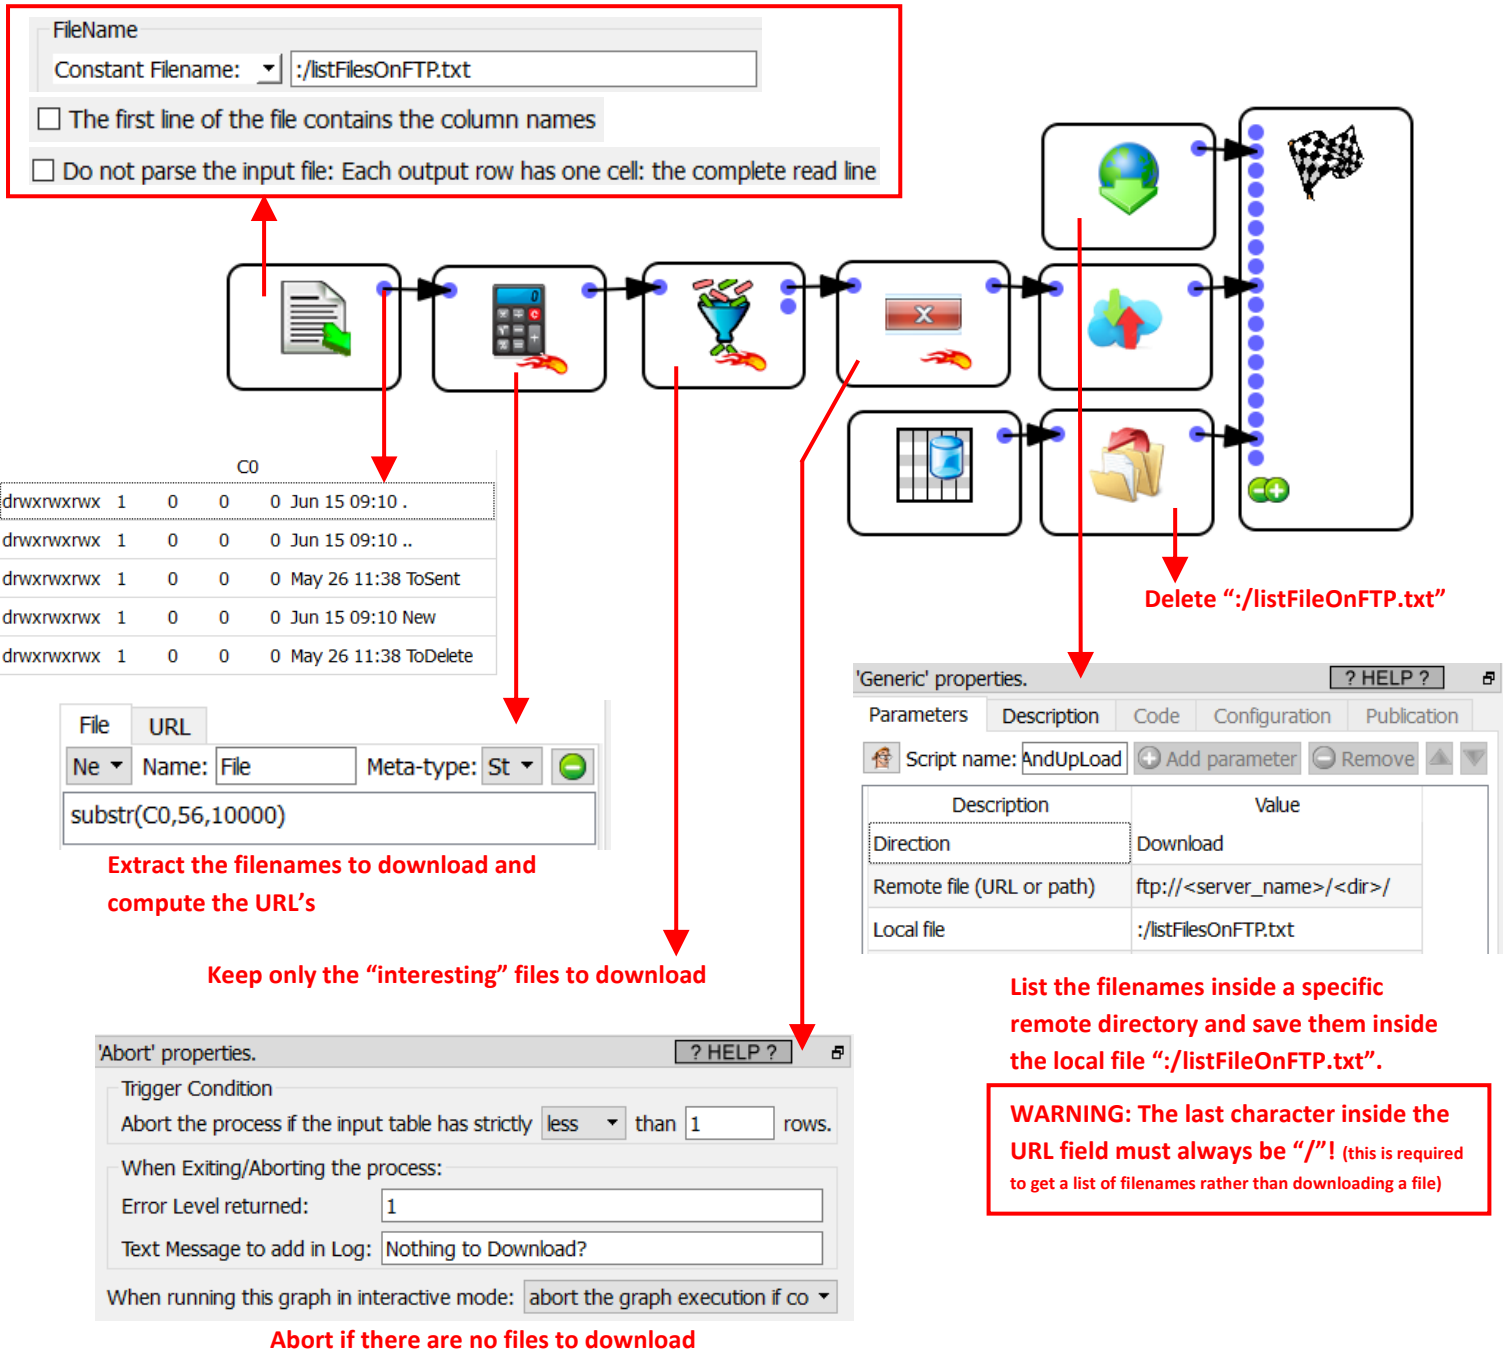 FileName
Constant Filename: :/listFilesOnFTP.txt
The first line of the file contains the column names
Do not parse the input file: Each output row has one cell: the complete read line
C0
drwxrwxrwx 1 0 0 0 Jun 15 09:10 .
drwxrwxrwx 1 0 0 0 Jun 15 09:10 ..
drwxrwxrwx 1 0 0 0 May 26 11:38 ToSent
drwxrwxrwx 1 0 0 0 Jun 15 09:10 New
drwxrwxrwx 1 0 0 0 May 26 11:38 ToDelete
File URL
Ne Name: File Meta-type: St
substr(C0,56,10000)
Extract the filenames to download and
compute the URL’s
Keep only the “interesting” files to download
Delete “:/listFileOnFTP.txt”
'Generic' properties. ? HELP ?
Parameters Description Code Configuration Publication
Script name: AndUpLoad Add parameter Remove
Description Value
Direction Download
Remote file (URL or path) ftp://<server_name>/<dir>/
Local file :/listFilesOnFTP.txt
List the filenames inside a specific
remote directory and save them inside
the local file “:/listFileOnFTP.txt”.
WARNING: The last character inside the
URL field must always be “/”! (this is required
to get a list of filenames rather than downloading a file)
'Abort' properties. ? HELP ?
Trigger Condition
Abort the process if the input table has strictly less than 1 rows.
When Exiting/Aborting the process:
Error Level returned: 1
Text Message to add in Log: Nothing to Download?
When running this graph in interactive mode: abort the graph execution if co
Abort if there are no files to download